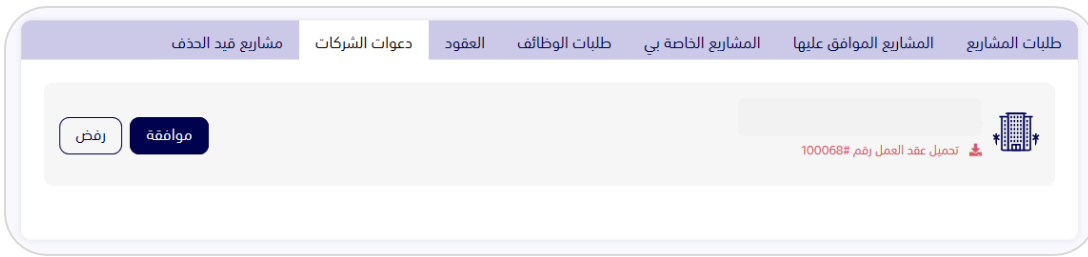 طلبات المشاريع
المشاريع الموافق عليها
المشاريع الخاصة بي
طلبات الوظائف
العقود
دعوات الشركات
مشاريع قيد الحذف
تحميل عقد العمل رقم #100068
موافقة
رفض